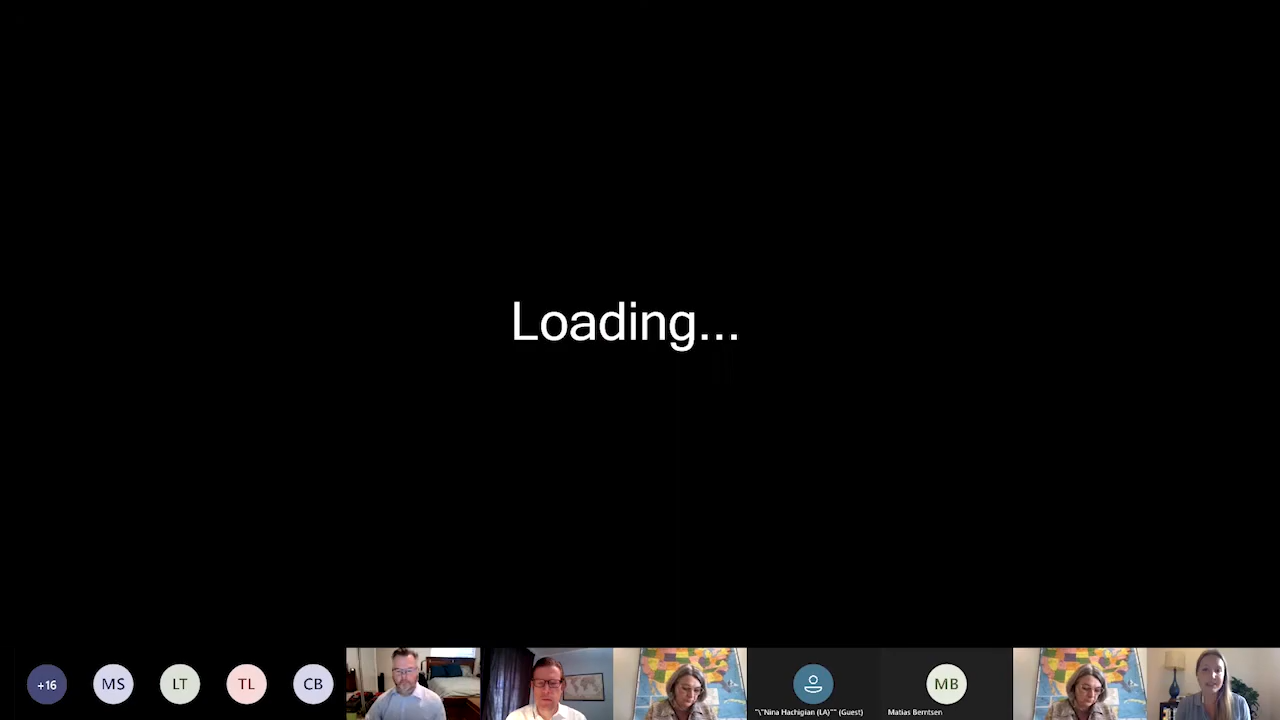 Loading...
+16
MS
LT
TL
CB
MB
"\"Nina Hachigian (LA)"" (Guest)
Matias Berntsen